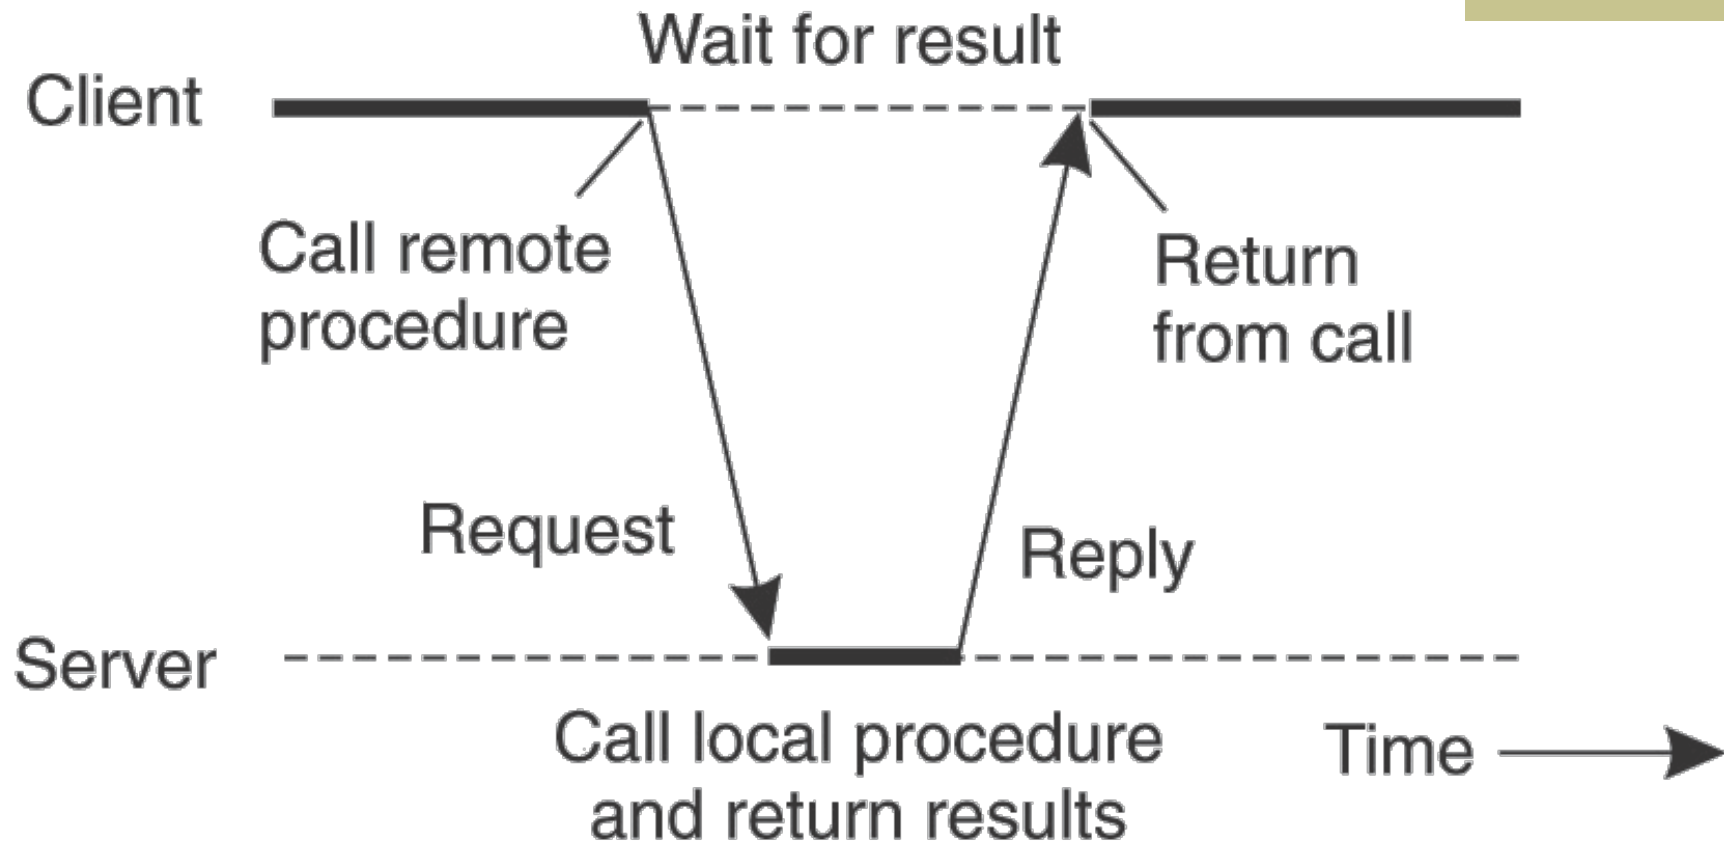 Wait for result
Client
Call remote
procedure
Return
from call
Request
Reply
Server
Call local procedure
and return results
Time